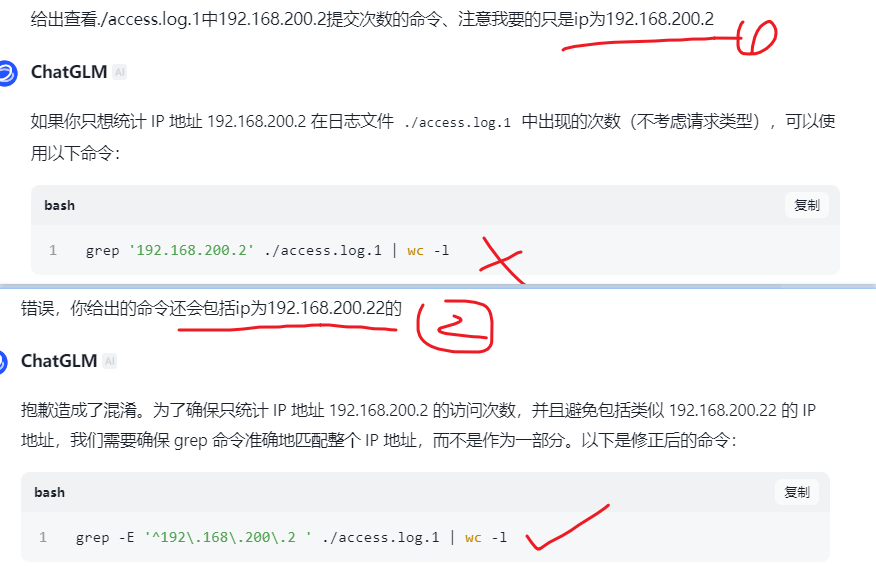 给出查看./access.log.1中192.168.200.2提交次数的命令、注意我要的只是ip为192.168.200.2
ChatGLM AI
如果你只想统计 IP 地址 192.168.200.2 在日志文件 ./access.log.1 中出现的次数（不考虑请求类型），可以使
用以下命令：
bash 复制
1 grep '192.168.200.2' ./access.log.1 | wc -l
错误，你给出的命令还会包括ip为192.168.200.22的
2
ChatGLM AI
抱歉造成了混淆。为了确保只统计 IP 地址 192.168.200.2 的访问次数，并且避免包括类似 192.168.200.22 的 IP
地址，我们需要确保 grep 命令准确地匹配整个 IP 地址，而不是作为一部分。以下是修正后的命令：
bash 复制
1 grep -E '^192\.168\.200\.2 ' ./access.log.1 | wc -l